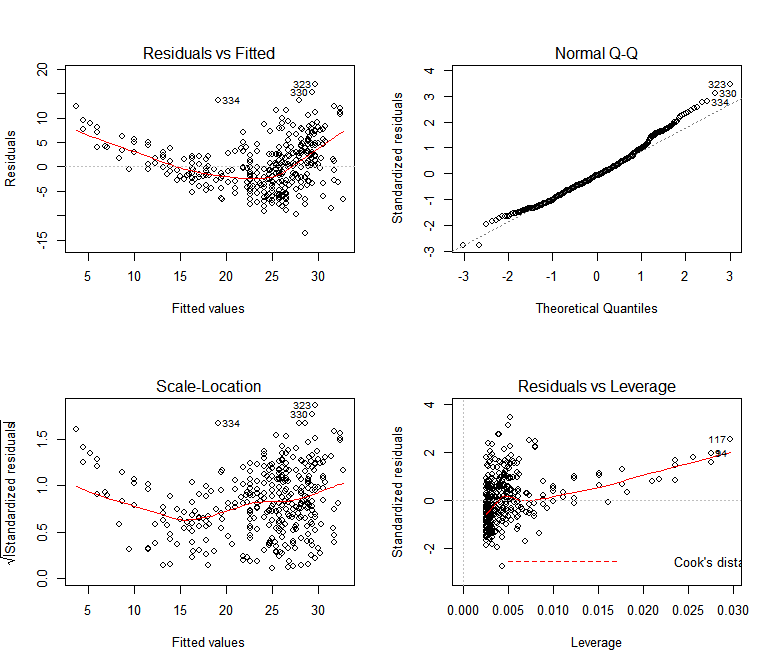 Residuals vs Fitted
Residuals
20
10
5
0
-5
-15
323
330
334
5 10 15 20 25 30
Fitted values
Normal Q-Q
Standardized residuals
4
3
2
1
0
-1
-2
-3
323
330
334
-3 -2 -1 0 1 2 3
Theoretical Quantiles
Scale-Location
√|Standardized residuals|
1.5
1.0
0.5
0.0
323
330
334
5 10 15 20 25 30
Fitted values
Residuals vs Leverage
Standardized residuals
4
2
0
-2
117
94
Cook's dista
0.000 0.005 0.010 0.015 0.020 0.025 0.030
Leverage